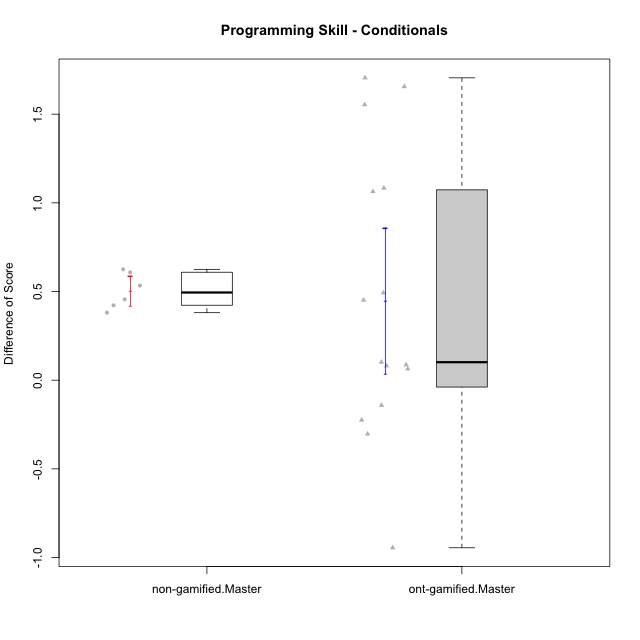 Programming Skill - Conditionals
Difference of Score
1.5
1.0
0.5
0.0
-0.5
-1.0
non-gamified.Master
ont-gamified.Master